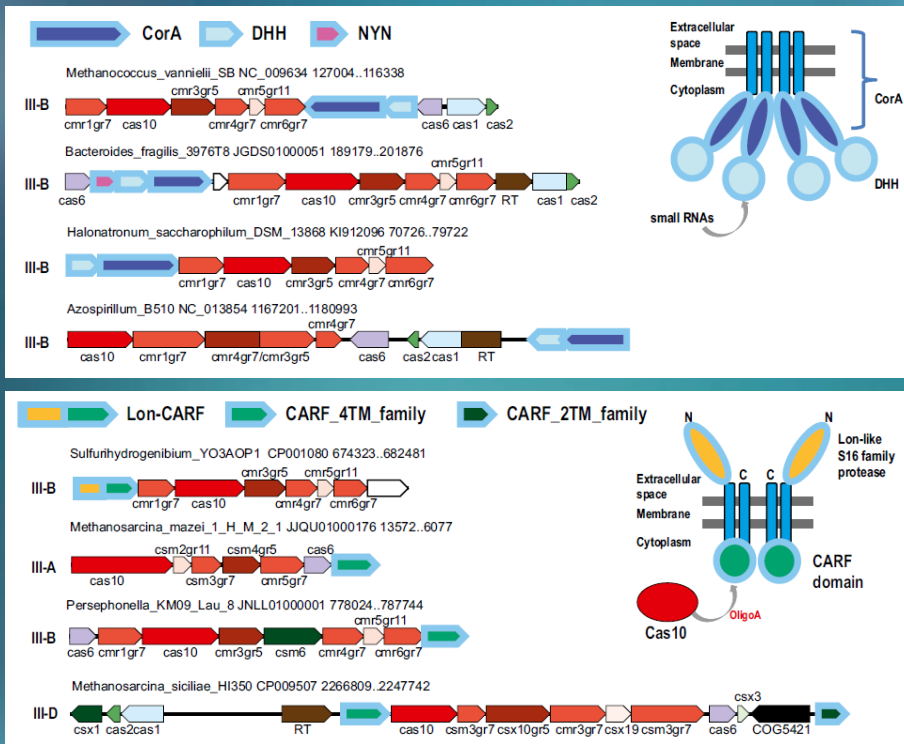 CorA DHH NYN
Methanococcus_vannielii_SB NC_009634 127004..116338
cmr3gr5 cmr5gr11
III-B
cmr1gr7 cas10 cmr4gr7 cmr6gr7 cas6 cas1 cas2
Bacteroides_fragilis_3976T8 JGDS01000051 189179..201876
cmr5gr11
III-B
cas6 cmr1gr7 cas10 cmr3gr5 cmr4gr7 cmr6gr7 RT cas1 cas2
Halonatronum_saccharophilum_DSM_13868 KI912096 70726..79722
cmr5gr11
III-B
cmr1gr7 cas10 cmr3gr5 cmr4gr7 cmr6gr7
Azospirillum_B510 NC_013854 1167201..1180993
cmr4gr7
III-B
cas10 cmr1gr7 cmr4gr7/cmr3gr5 cas6 cas2 cas1 RT
Extracellular
space
Membrane
Cytoplasm
CorA
DHH
small RNAs
Lon-CARF CARF_4TM_family CARF_2TM_family
Sulfurihydrogenibium_YO3AOP1 CP001080 674323..682481
cmr3gr5 cmr5gr11
III-B
cmr1gr7 cas10 cmr4gr7 cmr6gr7
Methanosarcina_mazei_1_H_M_2_1 JJQU01000176 13572..6077
csm2gr11 csm4gr5 cas6
III-A
cas10 csm3gr7 cmr5gr7
Persephonella_KM09_Lau_8 JNLL01000001 778024..787744
cmr5gr11
III-B
cas6 cmr1gr7 cas10 cmr3gr5 csm6 cmr4gr7 cmr6gr7
Methanosarcina_siciliae_HI350 CP009507 2266809..2247742
csx3
III-D
csx1 cas2cas1 RT cas10 csm3gr7 csx10gr5 cmr3gr7 csx19 csm3gr7 cas6 COG5421
N N
Lon-like
S16 family
protease
C C
Extracellular
space
Membrane
Cytoplasm
CARF
domain
OligoA
Cas10